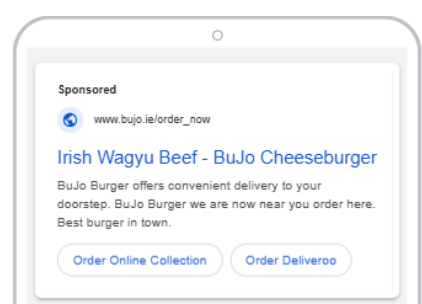 Sponsored
www.bujo.ie/order_now
Irish Wagyu Beef - BuJo Cheeseburger
BuJo Burger offers convenient delivery to your
doorstep. BuJo Burger we are now near you order here.
Best burger in town.
Order Online Collection
Order Deliveroo